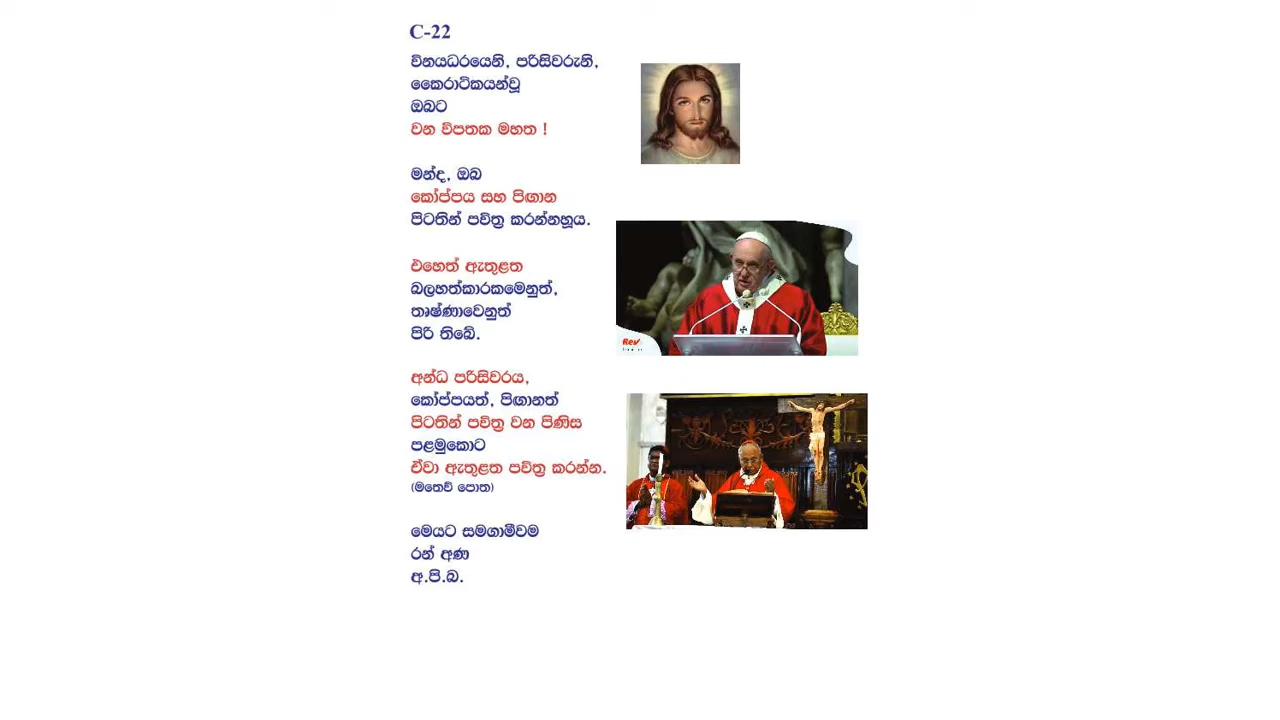 C-22
විනයධරයෙනි, පරිසිවරුනි,
කෛරාටිකයන්වූ
ඔබට
වන විපතක මහත !
මන්ද, ඔබ
කෝප්පය සහ පිඟාන
පිටතින් පවිත්‍ර කරන්නහූය.
එහෙත් ඇතුළත
බලහත්කාරකමෙනුත්,
තෘෂ්ණාවෙනුත්
පිරි තිබේ.
Rev
අන්ධ පරිසිවරය,
කෝප්පයත්, පිඟානත්
පිටතින් පවිත්‍ර වන පිණිස
පළමුකොට
ඒවා ඇතුළත පවිත්‍ර කරන්න.
(මතෙව් පොත)
මෙයට සමගාමීවම
රන් අණ
අ.පි.බ.